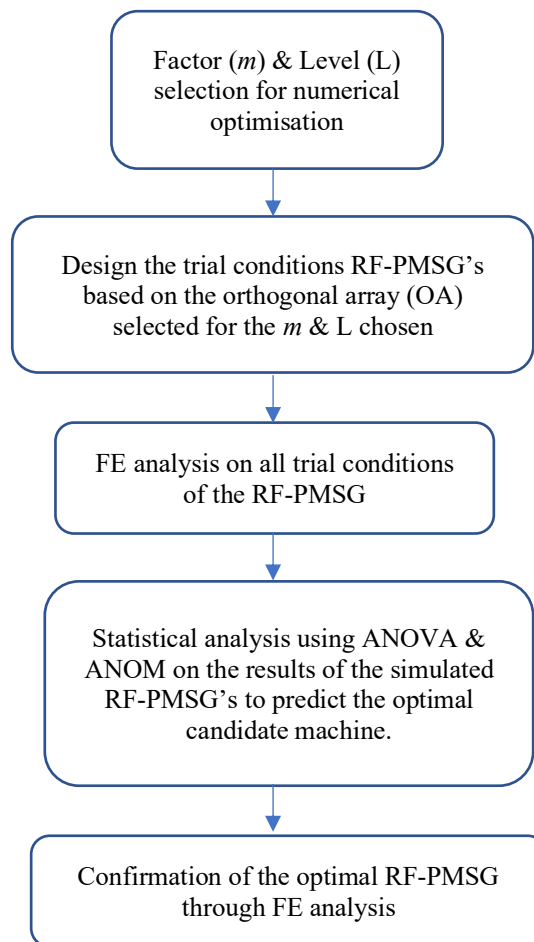 Factor (m) & Level (L)
selection for numerical
optimisation
Design the trial conditions RF-PMSG’s
based on the orthogonal array (OA)
selected for the m & L chosen
FE analysis on all trial conditions
of the RF-PMSG
Statistical analysis using ANOVA &
ANOM on the results of the simulated
RF-PMSG’s to predict the optimal
candidate machine.
Confirmation of the optimal RF-PMSG
through FE analysis